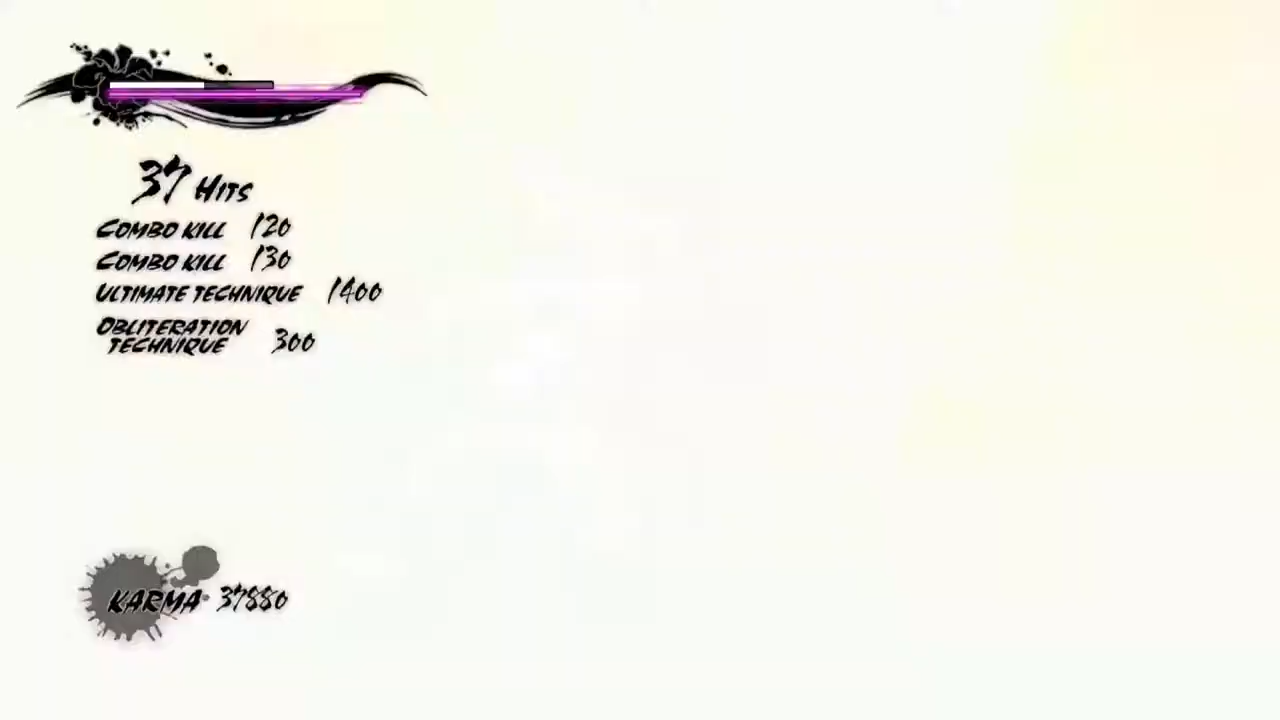 37 HITS
COMBO KILL 120
COMBO KILL 130
ULTIMATE TECHNIQUE 1400
OBLITERATION
TECHNIQUE 300
KARMA 37880